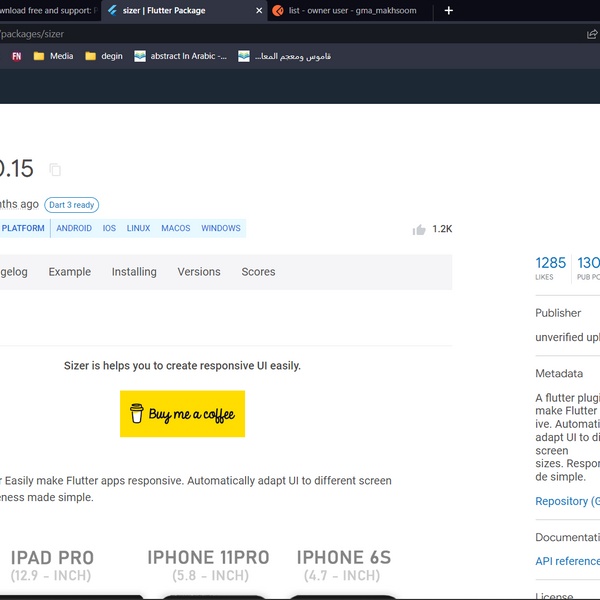 wnload free and support: P
sizer | Flutter Package
list - owner user - gma_makhsoom
/packages/sizer
FN
Media
degin
abstract In Arabic -...
قاموس ومعجم المعا...
0.15
nths ago
Dart 3 ready
PLATFORM ANDROID IOS LINUX MACOS WINDOWS
1.2K
gelog Example Installing Versions Scores
1285 130
LIKES PUB PO
Publisher
unverified upl
Sizer is helps you to create responsive UI easily.
Buy me a coffee
r Easily make Flutter apps responsive. Automatically adapt UI to different screen
eness made simple.
Metadata
A flutter plugi
make Flutter
ive. Automati
adapt UI to di
screen
sizes. Respor
de simple.
Repository (G
Documentati
API reference
License
IPAD PRO IPHONE 11PRO IPHONE 6S
(12.9 - INCH) (5.8 - INCH) (4.7 - INCH)